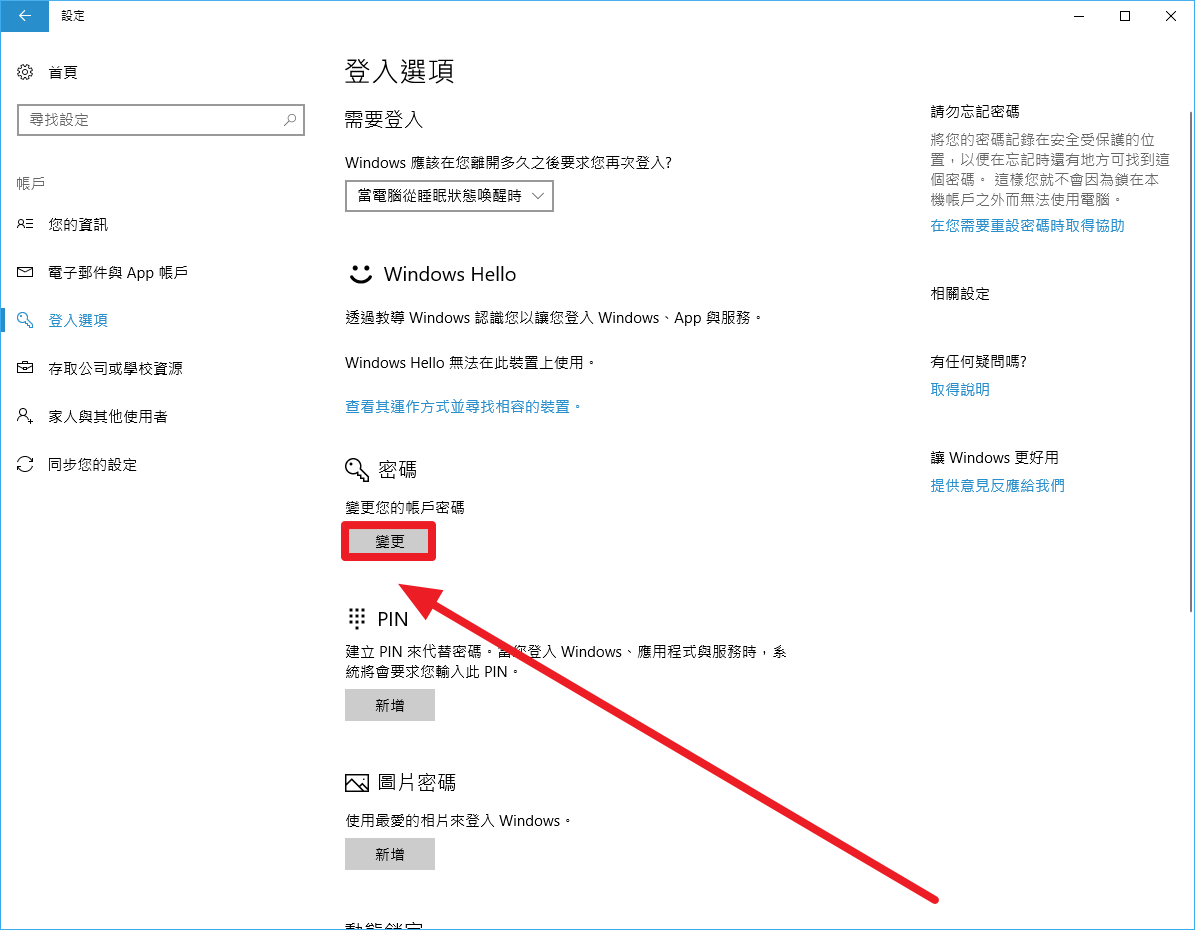 設定
首頁
尋找設定
帳戶
您的資訊
電子郵件與 App 帳戶
登入選項
存取公司或學校資源
家人與其他使用者
同步您的設定
登入選項
需要登入
Windows 應該在您離開多久之後要求您再次登入?
當電腦從睡眠狀態喚醒時
Windows Hello
透過教導 Windows 認識您以讓您登入 Windows、App 與服務。
Windows Hello 無法在此裝置上使用。
查看其運作方式並尋找相容的裝置。
密碼
變更您的帳戶密碼
變更
PIN
建立 PIN 來代替密碼。當您登入 Windows、應用程式與服務時，系
統將會要求您輸入此 PIN。
新增
圖片密碼
使用最愛的相片來登入 Windows。
新增
動態鎖定
請勿忘記密碼
將您的密碼記錄在安全受保護的位
置，以便在忘記時還有地方可找到這
個密碼。 這樣您就不會因為鎖在本
機帳戶之外而無法使用電腦。
在您需要重設密碼時取得協助
相關設定
有任何疑問嗎?
取得說明
讓 Windows 更好用
提供意見反應給我們